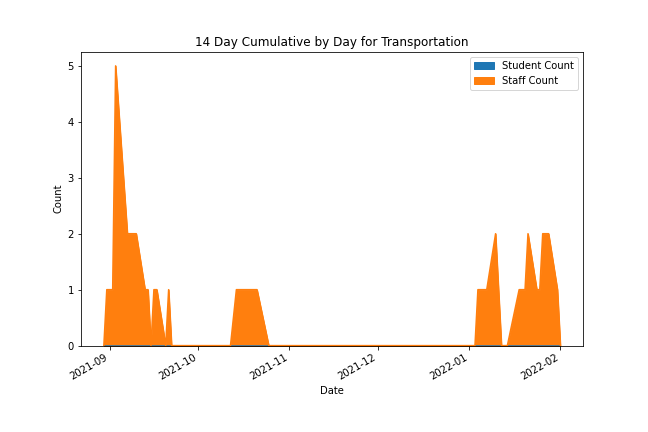 14 Day Cumulative by Day for Transportation
Student Count
Staff Count
5
4
3
2
1
0
Count
2021-09
2021-10
2021-11
2021-12
2022-01
2022-02
Date